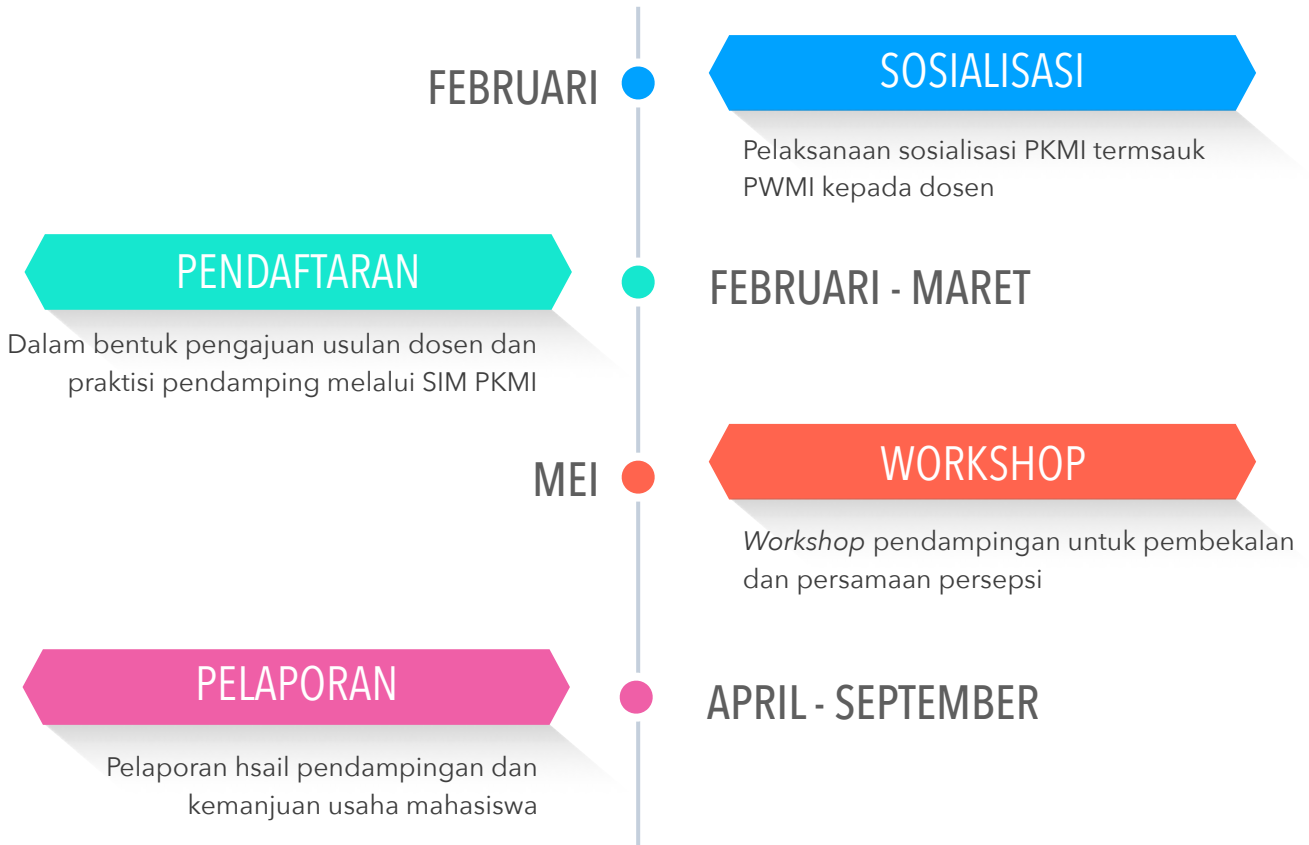 FEBRUARI
SOSIALISASI
Pelaksanaan sosialisasi PKMI termsauk
PWMI kepada dosen
PENDAFTARAN
FEBRUARI - MARET
Dalam bentuk pengajuan usulan dosen dan
praktisi pendamping melalui SIM PKMI
MEI
WORKSHOP
Workshop pendampingan untuk pembekalan
dan persamaan persepsi
PELAPORAN
APRIL - SEPTEMBER
Pelaporan hsail pendampingan dan
kemanjuan usaha mahasiswa